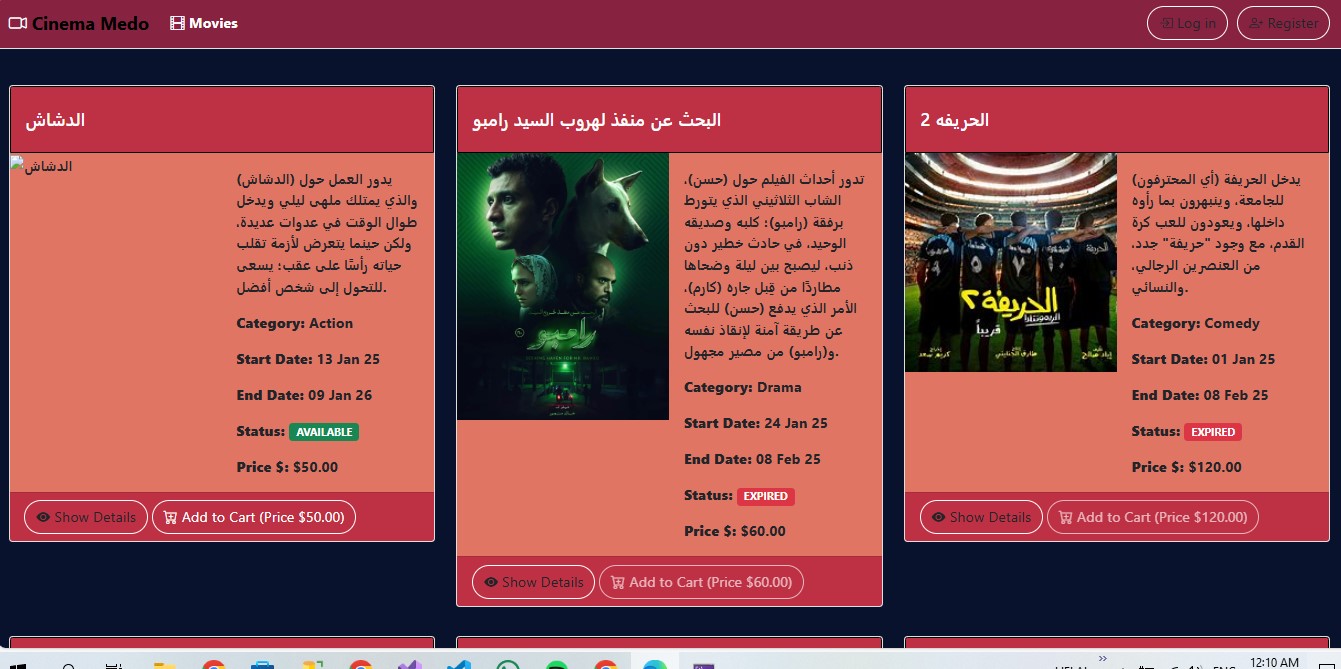 Cinema Medo
Movies
Log in
Register
الدشاش
الدشاش
يدور العمل حول (الدشاش)
والذي يمتلك ملهى ليلي ويدخل
طوال الوقت في عدوات عديدة،
ولكن حينما يتعرض لأزمة تقلب
حياته رأسًا على عقب؛ يسعى
للتحول إلى شخص أفضل.
Category: Action
Start Date: 13 Jan 25
End Date: 09 Jan 26
Status: AVAILABLE
Price $: $50.00
Show Details
Add to Cart (Price $50.00)
البحث عن منفذ لهروب السيد رامبو
رامبو
تدور أحداث الفيلم حول (حسن)،
الشاب الثلاثيني الذي يتورط
برفقة (رامبو)؛ كلبه وصديقه
الوحيد، في حادث خطير دون
ذنب، ليصبح بين ليلة وضحاها
مطاردًا من قِبل جاره (كارم)،
الأمر الذي يدفع (حسن) للبحث
عن طريقة آمنة لإنقاذ نفسه
و(رامبو) من مصير مجهول.
Category: Drama
Start Date: 24 Jan 25
End Date: 08 Feb 25
Status: EXPIRED
Price $: $60.00
Show Details
Add to Cart (Price $60.00)
الحريفه 2
الحريفة
٥ ٧ ١٠
الحريفة ٢
الريمونتادا
قريباً
يدخل الحريفة (أي المحترفون)
للجامعة، وينبهرون بما رأوه
داخلها، ويعودون للعب كرة
القدم، مع وجود "حريفة" جدد،
من العنصرين الرجالي،
والنسائي.
Category: Comedy
Start Date: 01 Jan 25
End Date: 08 Feb 25
Status: EXPIRED
Price $: $120.00
Show Details
Add to Cart (Price $120.00)
12:10 AM